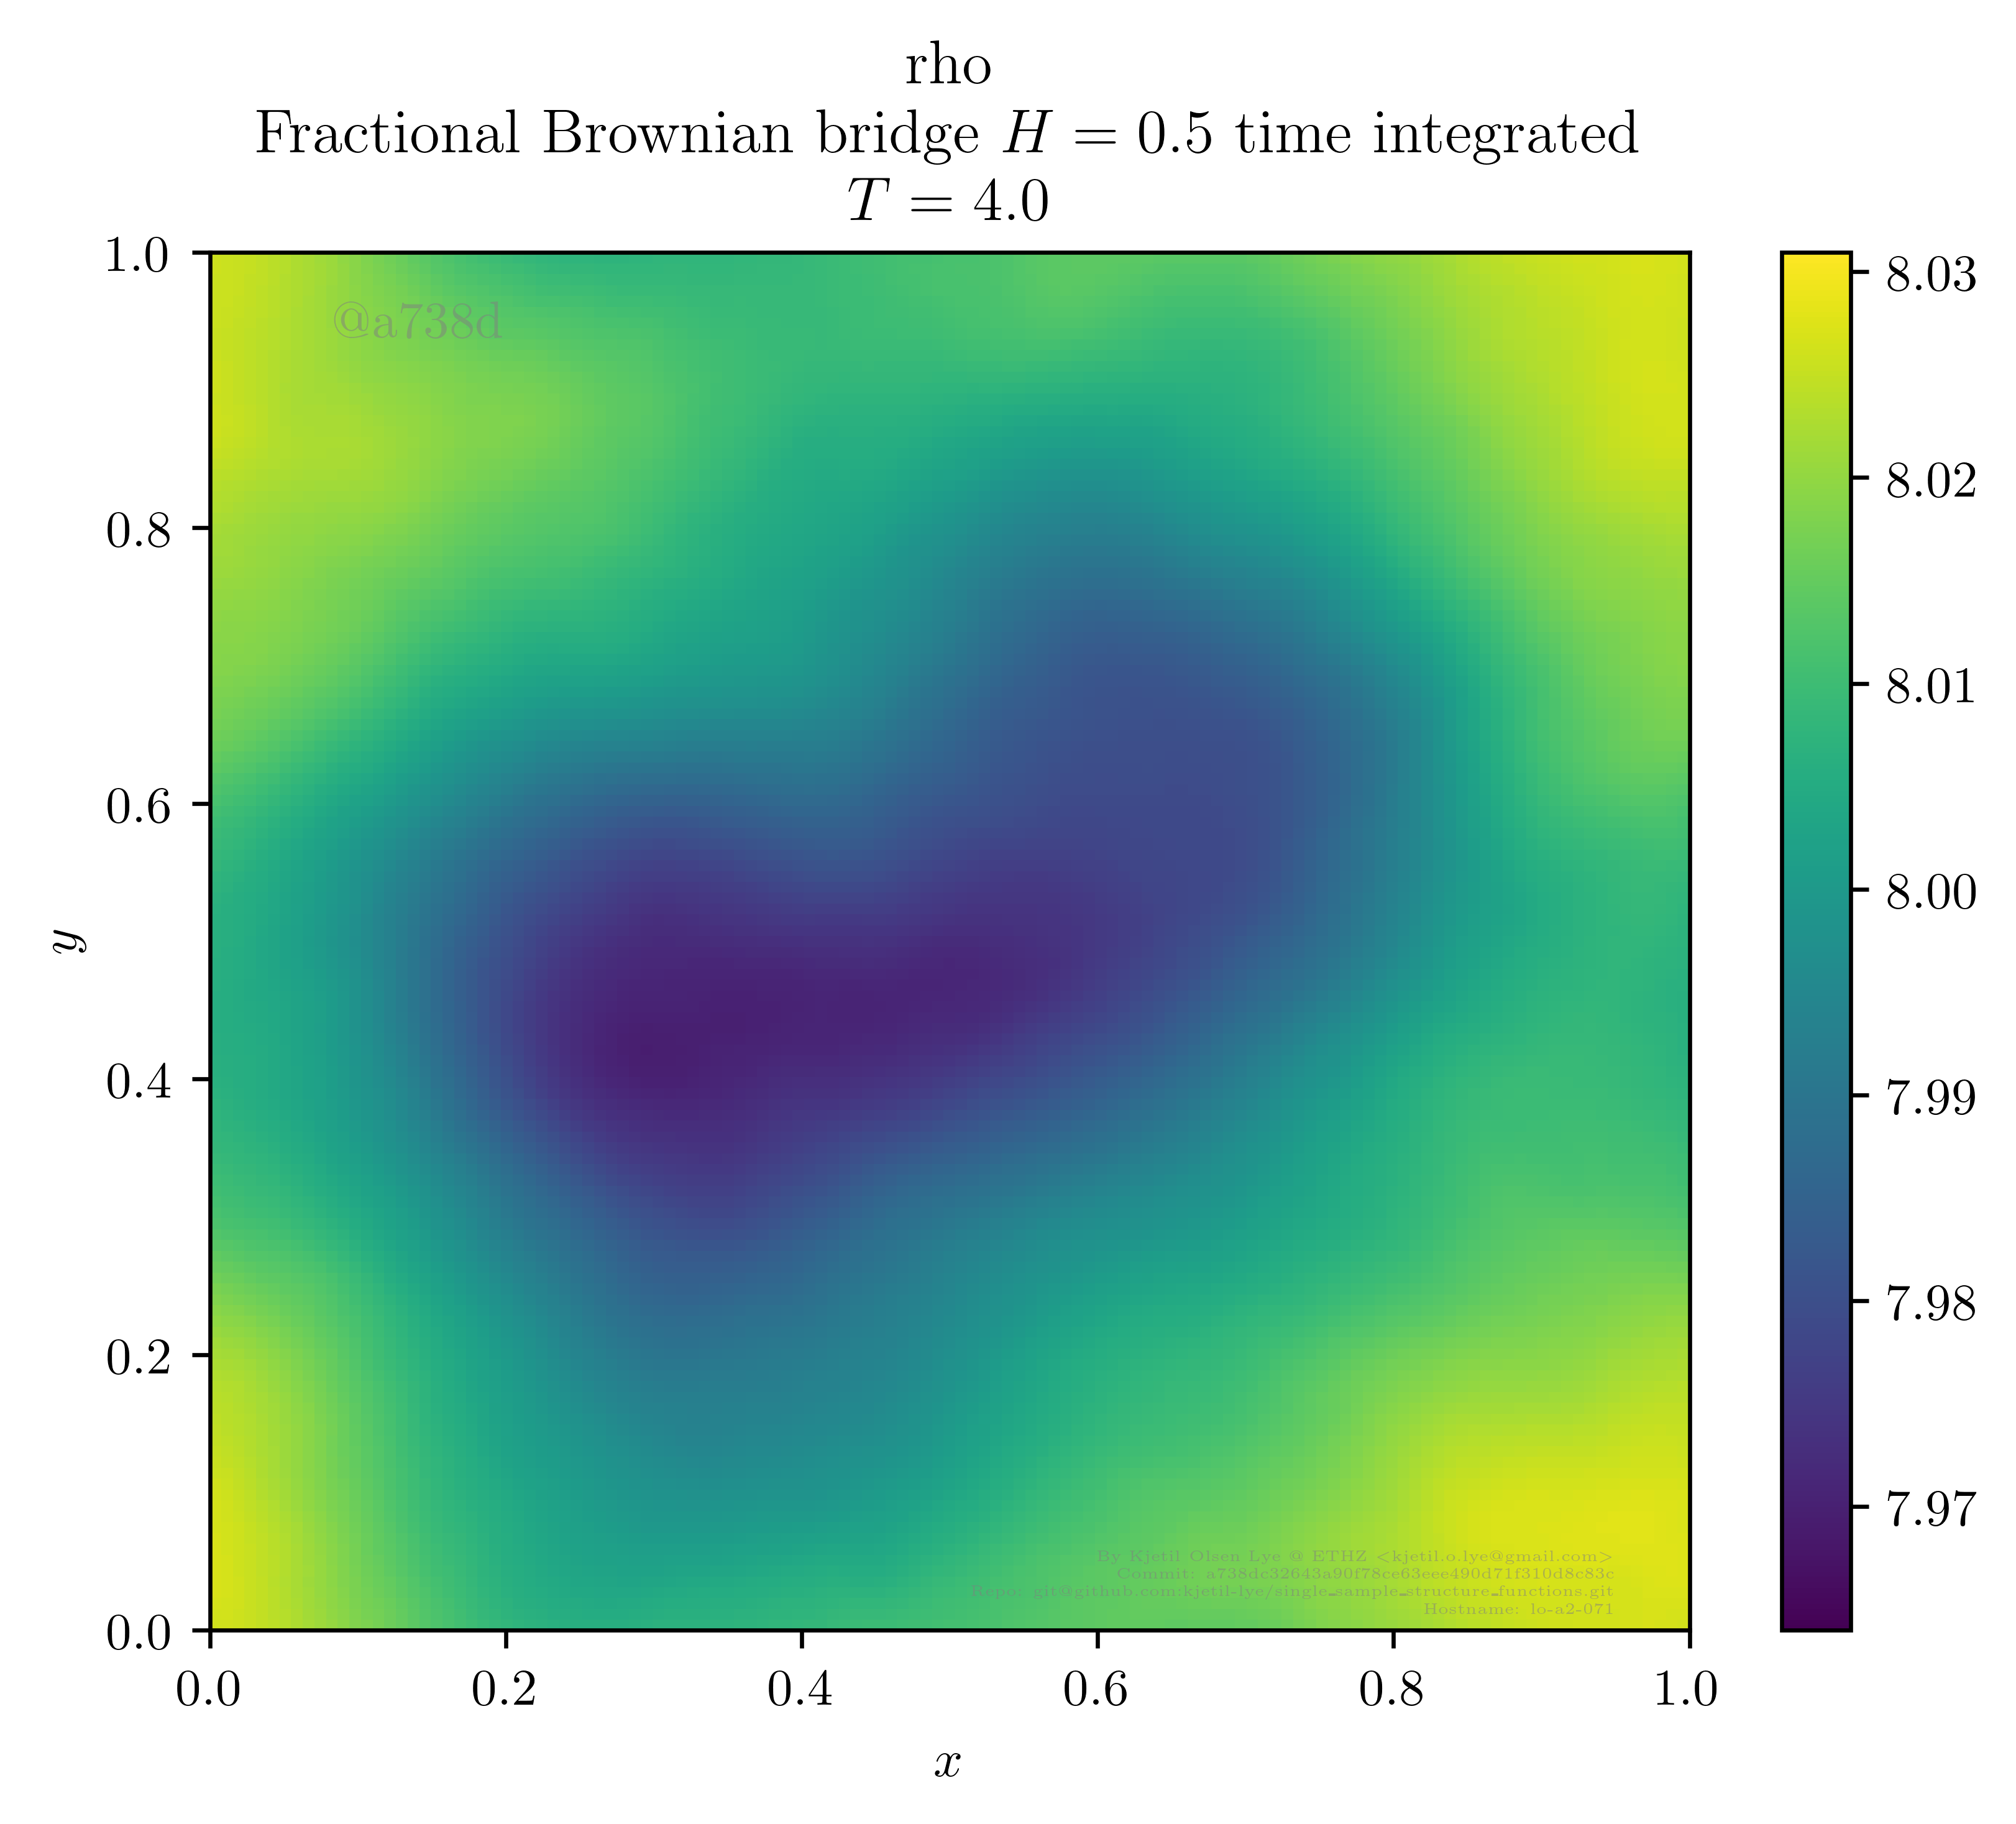 rho
Fractional Brownian bridge H = 0.5 time integrated
T = 4.0
@a738d
1.0
0.8
0.6
0.4
0.2
0.0
y
0.0 0.2 0.4 0.6 0.8 1.0
x
8.03
8.02
8.01
8.00
7.99
7.98
7.97
By Kjetil Olsen Lye @ ETHZ <kjetil.o.lye@gmail.com>
Commit: a738dc32643a90f78ce63eee490d71f310d8c83c
Repo: git@github.com:kjetil-lye/single_sample_structure_functions.git
Hostname: lo-a2-071